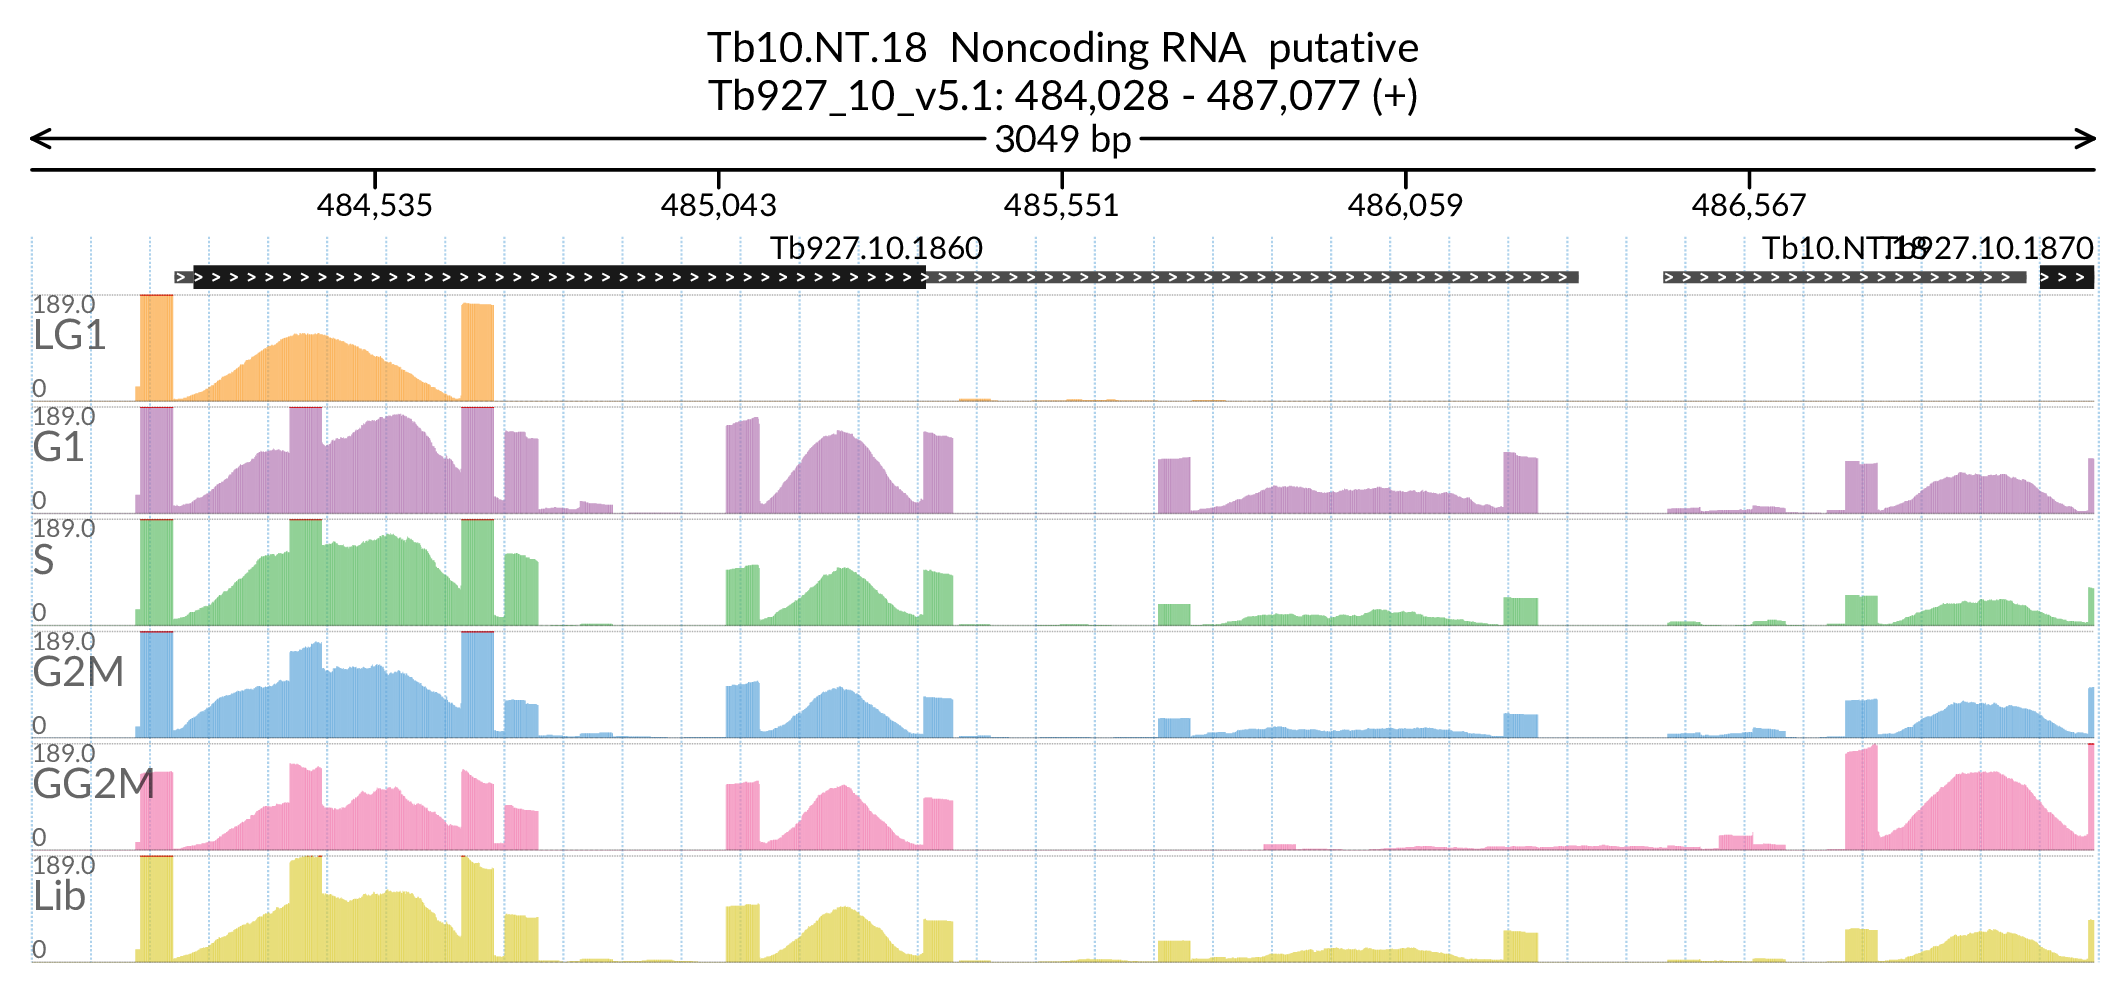 Tb10.NT.18 Noncoding RNA putative
Tb927_10_v5.1: 484,028 - 487,077 (+)
3049 bp
484,535 485,043 485,551 486,059 486,567
Tb927.10.1860 Tb10.NT.18 Tb927.10.1870
189.0
LG1
0
189.0
G1
0
189.0
S
0
189.0
G2M
0
189.0
GG2M
0
189.0
Lib
0